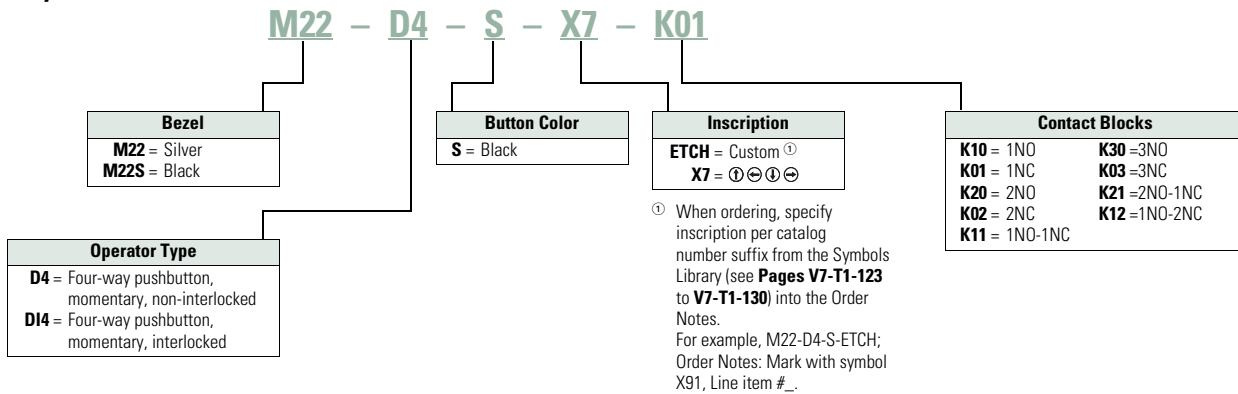 M22 – D4 – S – X7 – K01
Bezel
M22 = Silver
M22S = Black
Operator Type
D4 = Four-way pushbutton,
momentary, non-interlocked
DI4 = Four-way pushbutton,
momentary, interlocked
Button Color
S = Black
Inscription
ETCH = Custom ①
X7 = ⬆⬅⬇➡
① When ordering, specify
inscription per catalog
number suffix from the Symbols
Library (see Pages V7-T1-123
to V7-T1-130) into the Order
Notes.
For example, M22-D4-S-ETCH;
Order Notes: Mark with symbol
X91, Line item #_.
Contact Blocks
K10 = 1NO K30 =3NO
K01 = 1NC K03 =3NC
K20 = 2NO K21 =2NO-1NC
K02 = 2NC K12 =1NO-2NC
K11 = 1NO-1NC